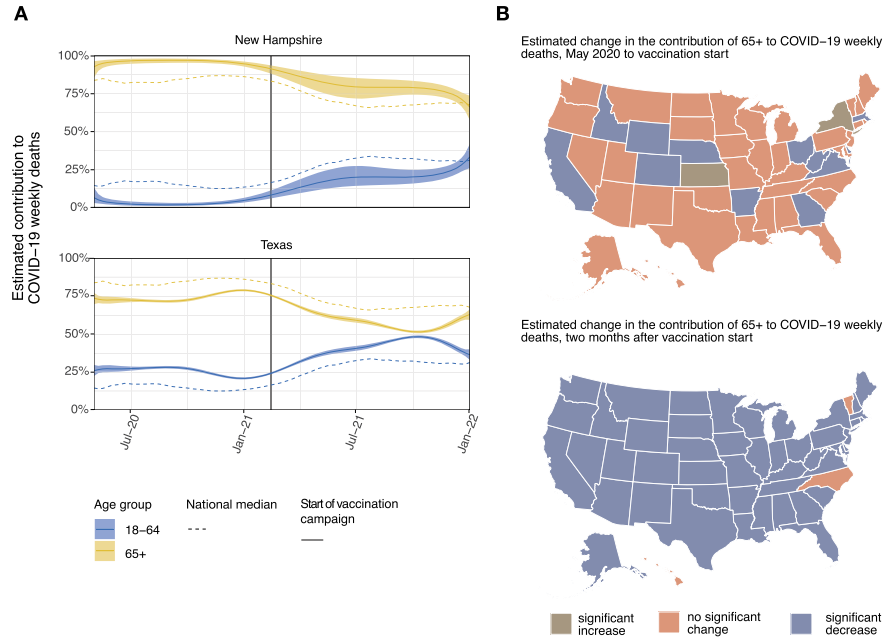 A
New Hampshire
100%
75%
50%
25%
0%
Texas
100%
75%
50%
25%
0%
Estimated contribution to
COVID−19 weekly deaths
Jul−20
Jan−21
Jul−21
Jan−22
Age group
18−64
65+
National median
Start of vaccination
campaign
B
Estimated change in the contribution of 65+ to COVID−19 weekly
deaths, May 2020 to vaccination start
Estimated change in the contribution of 65+ to COVID−19 weekly
deaths, two months after vaccination start
significant
increase
no significant
change
significant
decrease